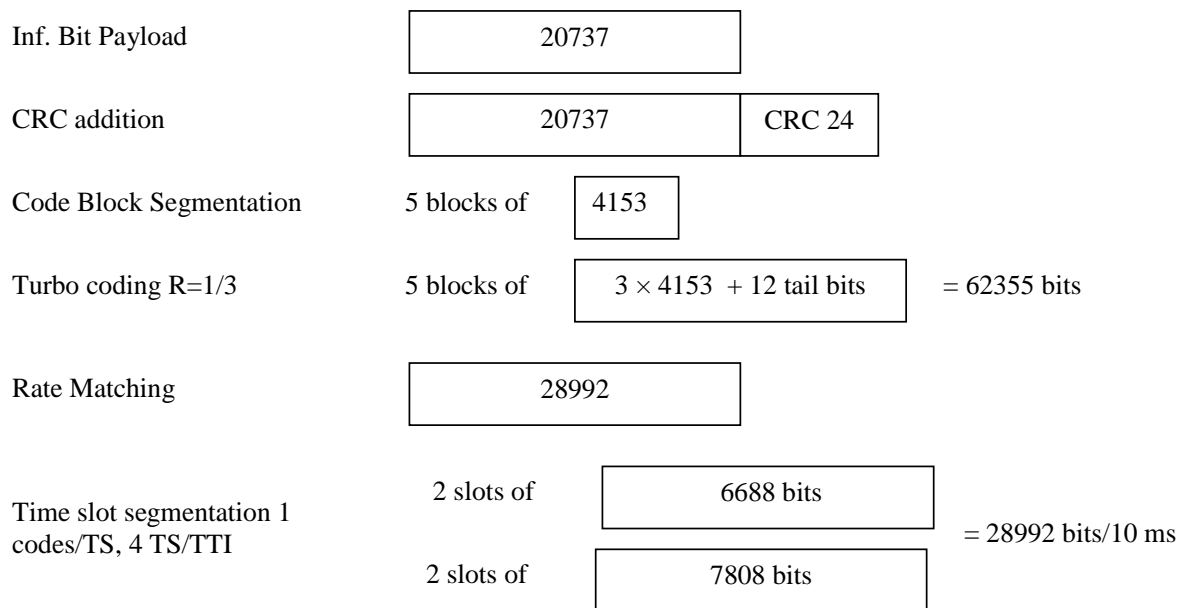 Inf. Bit Payload 20737
CRC addition 20737 CRC 24
Code Block Segmentation 5 blocks of 4153
Turbo coding R=1/3 5 blocks of 3 × 4153 + 12 tail bits = 62355 bits
Rate Matching 28992
2 slots of 6688 bits
Time slot segmentation 1
codes/TS, 4 TS/TTI = 28992 bits/10 ms
2 slots of 7808 bits